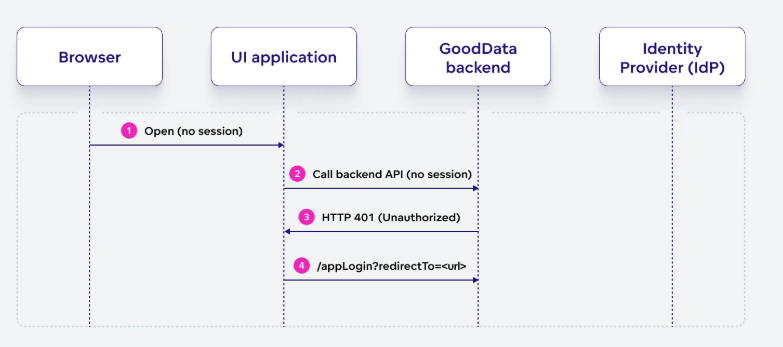 Browser
UI application
GoodData
backend
Identity
Provider (IdP)
1 Open (no session)
2 Call backend API (no session)
3 HTTP 401 (Unauthorized)
4 /appLogin?redirectTo=<url>